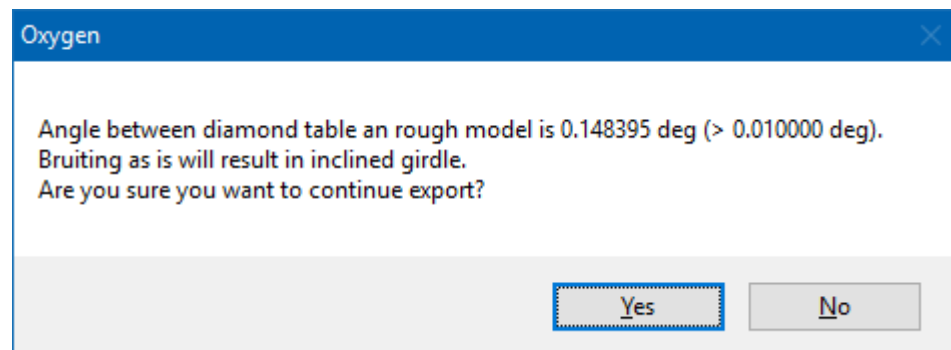 Oxygen
Angle between diamond table an rough model is 0.148395 deg (> 0.010000 deg).
Bruiting as is will result in inclined girdle.
Are you sure you want to continue export?
Yes
No